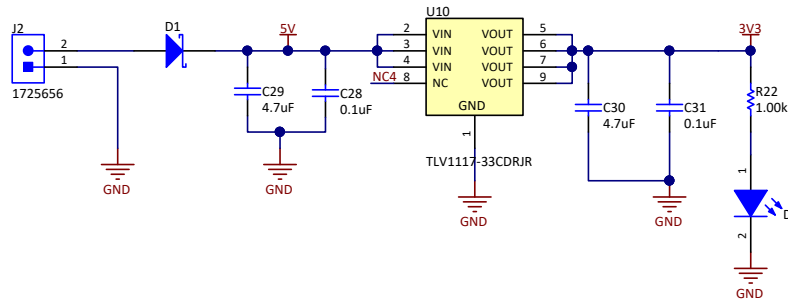 J2
2
1
1725656
GND
D1
5V
C29
4.7uF
C28
0.1uF
GND
NC4
U10
2
3
4
8
VIN
VIN
VIN
NC
VOUT
VOUT
VOUT
VOUT
5
6
7
9
GND
1
TLV1117-33CDRJR
GND
C30
4.7uF
C31
0.1uF
GND
3V3
R22
1.00k
1
D
2
GND